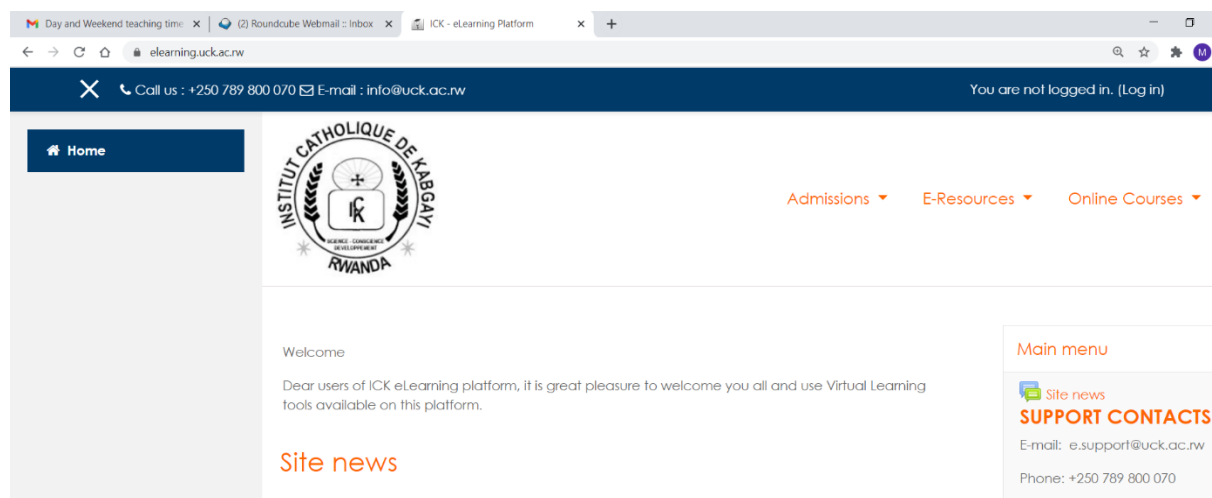 Day and Weekend teaching time
(2) Roundcube Webmail :: Inbox
ICK - eLearning Platform
elearning.uck.ac.rw
M
Call us : +250 789 800 070 E-mail : info@uck.ac.rw
You are not logged in. (Log in)
Home
INSTITUT CATHOLIQUE DE KABGAYI
ICK
SCIENCE - CONSCIENCE
DEVELOPPEMENT
RWANDA
Admissions
E-Resources
Online Courses
Welcome
Dear users of ICK eLearning platform, it is great pleasure to welcome you all and use Virtual Learning
tools available on this platform.
Site news
Main menu
Site news
SUPPORT CONTACTS
E-mail: e.support@uck.ac.rw
Phone: +250 789 800 070